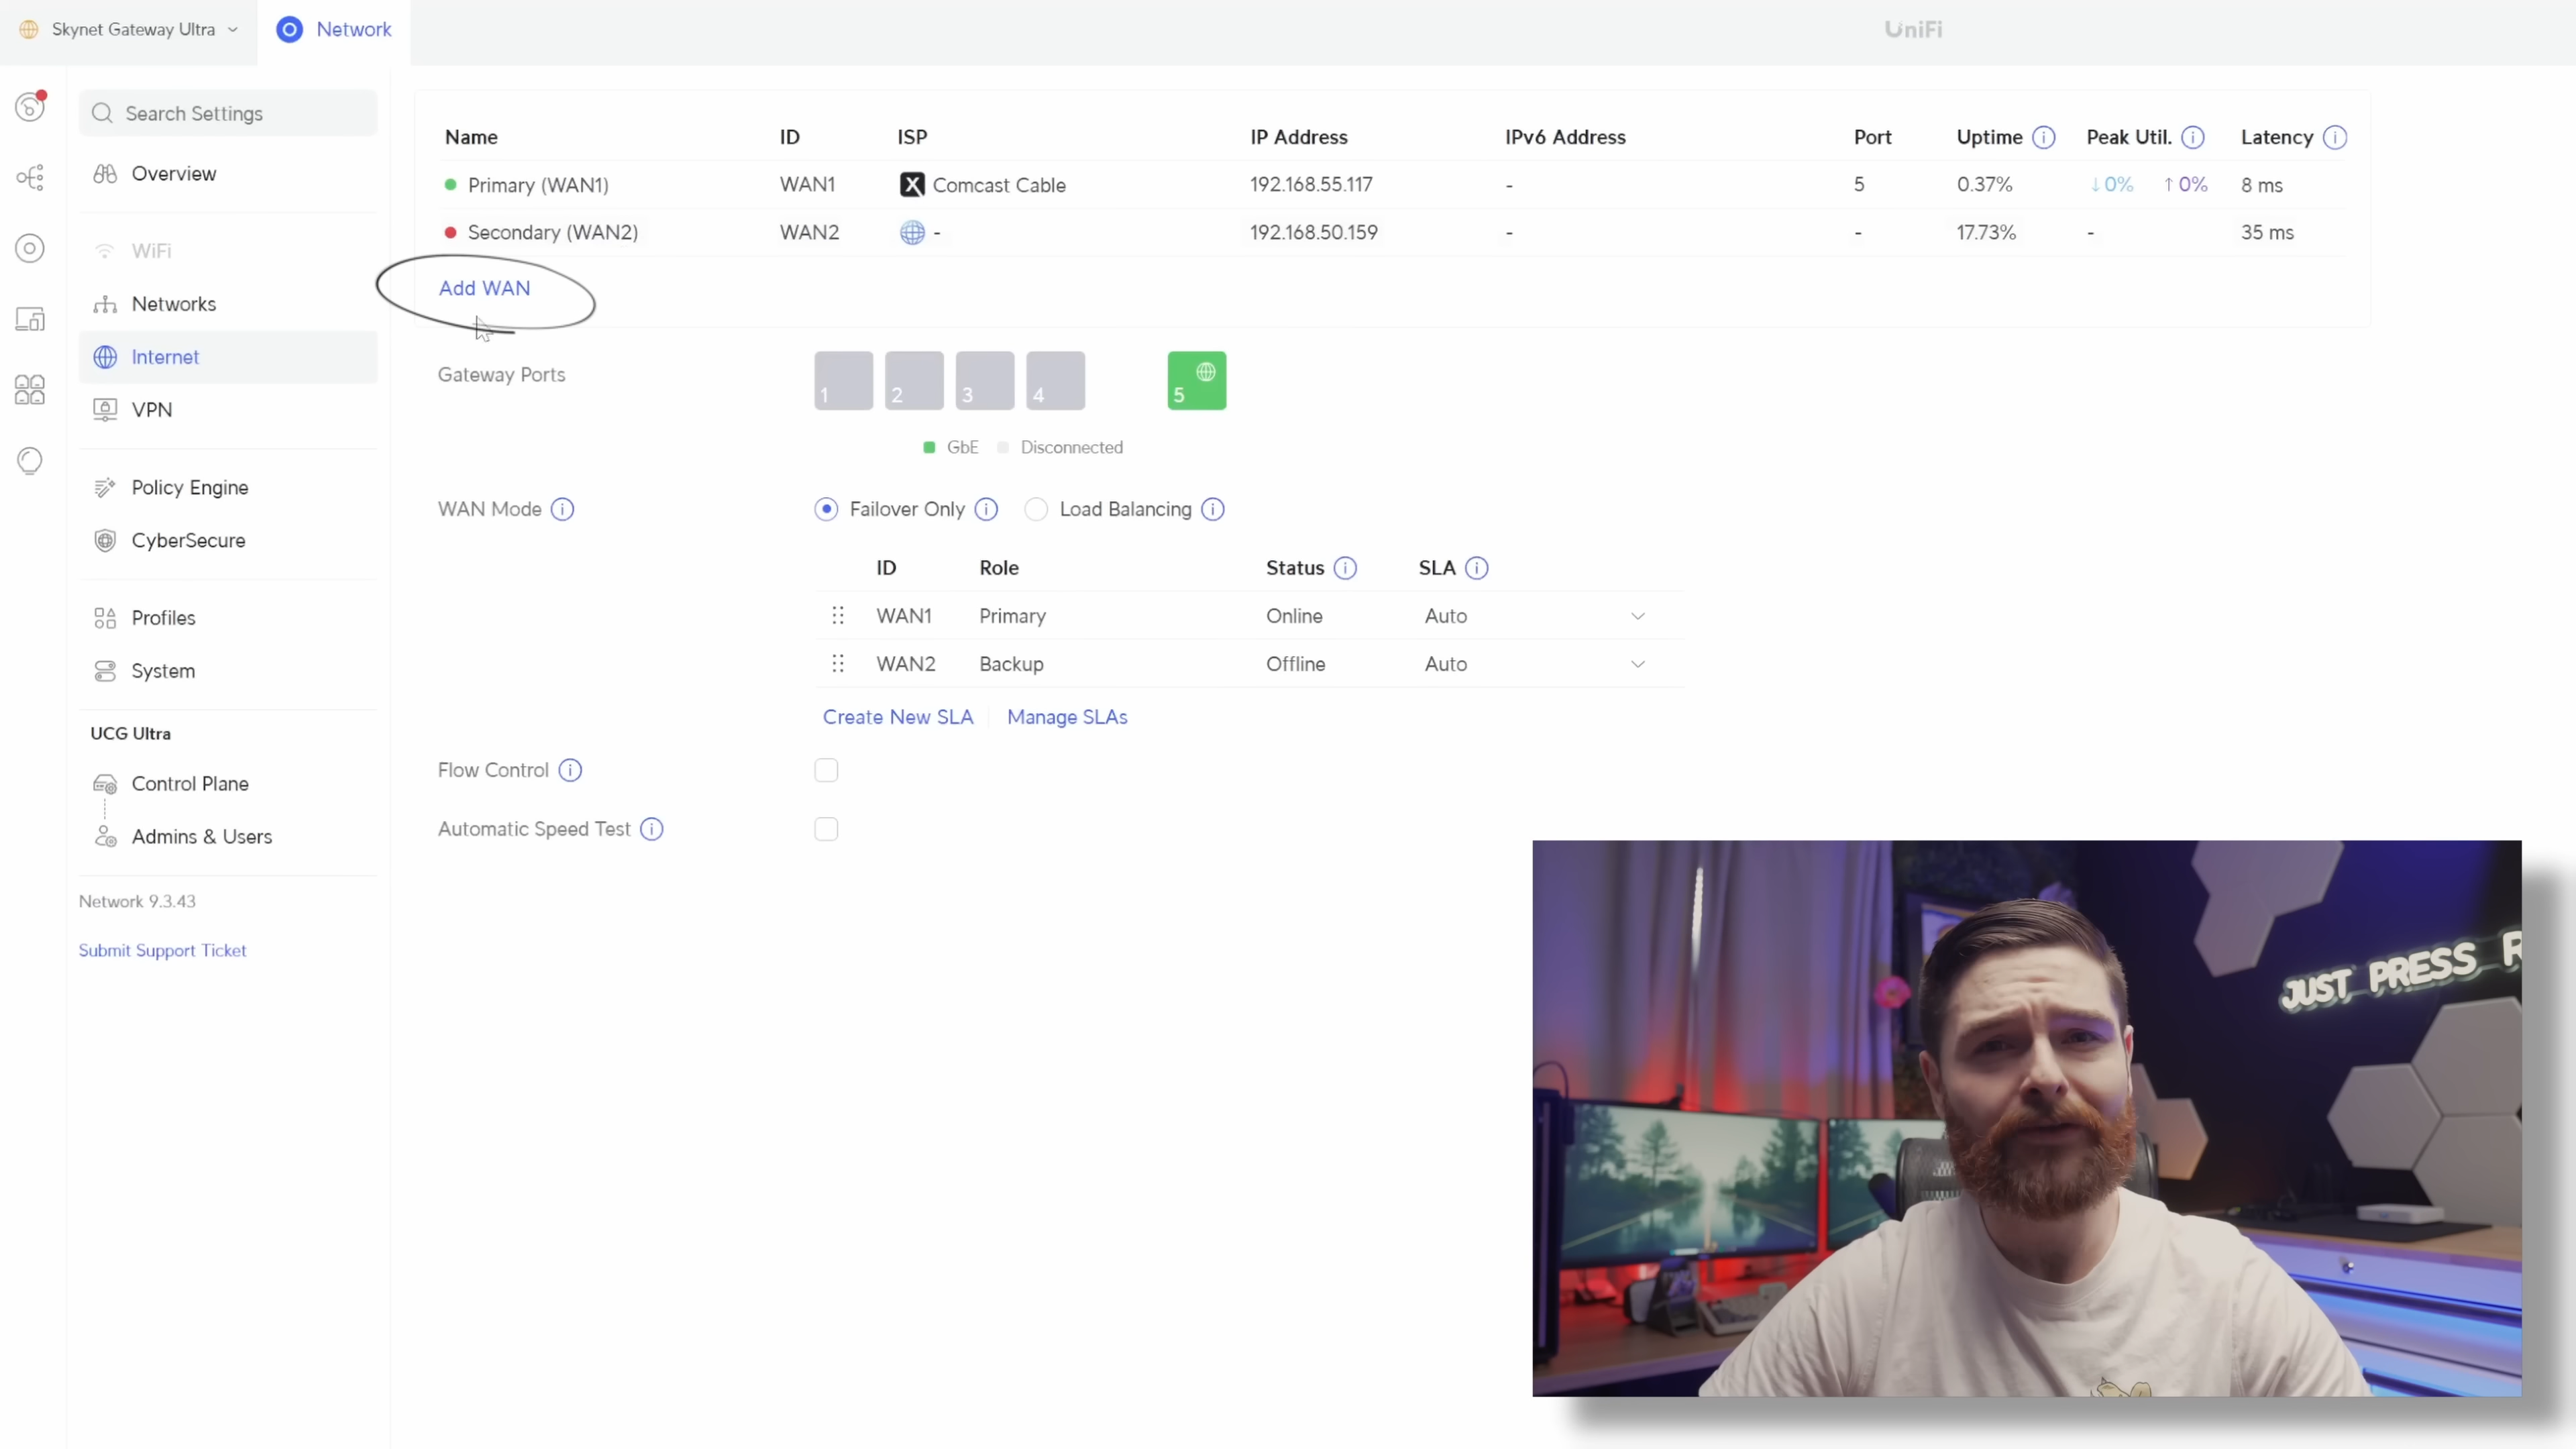 Skynet Gateway Ultra
Network
UniFi
Search Settings
Overview
WiFi
Networks
Internet
VPN
Policy Engine
CyberSecure
Profiles
System
UCG Ultra
Control Plane
Admins & Users
Network 9.3.43
Submit Support Ticket
Name ID ISP IP Address IPv6 Address Port Uptime Peak Util. Latency
Primary (WAN1) WAN1 X Comcast Cable 192.168.55.117 - 5 0.37% ↓0% ↑0% 8 ms
Secondary (WAN2) WAN2 - 192.168.50.159 - - 17.73% - 35 ms
Add WAN
Gateway Ports 1 2 3 4 5
GbE Disconnected
WAN Mode Failover Only Load Balancing
ID Role Status SLA
WAN1 Primary Online Auto
WAN2 Backup Offline Auto
Create New SLA Manage SLAs
Flow Control
Automatic Speed Test
JUST PRESS R